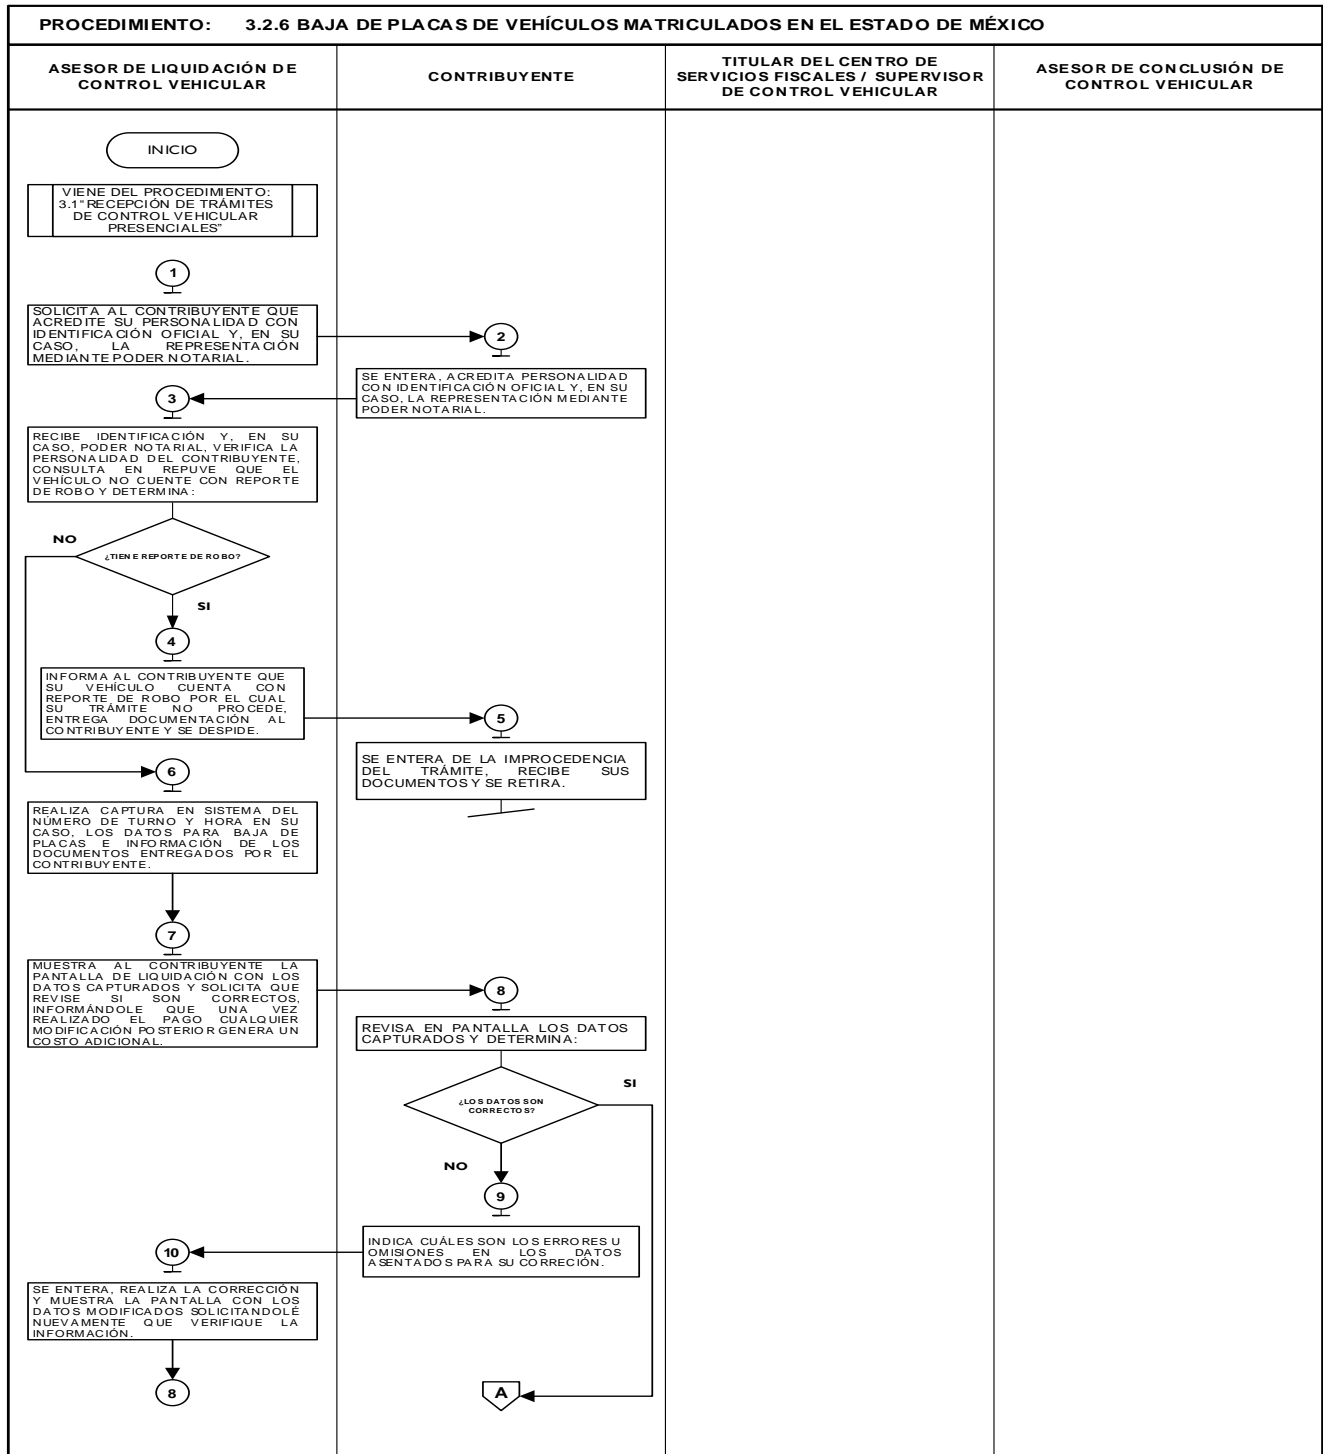 PROCEDIMIENTO: 3.2.6 BAJA DE PLACAS DE VEHÍCULOS MATRICULADOS EN EL ESTADO DE MÉXICO
ASESOR DE LIQUIDACIÓN DE
CONTROL VEHICULAR
CONTRIBUYENTE
TITULAR DEL CENTRO DE
SERVICIOS FISCALES / SUPERVISOR
DE CONTROL VEHICULAR
ASESOR DE CONCLUSIÓN DE
CONTROL VEHICULAR
INICIO
VIENE DEL PROCEDIMIENTO:
3.1"RECEPCIÓN DE TRÁMITES
DE CONTROL VEHICULAR
PRESENCIALES"
1
SOLICITA AL CONTRIBUYENTE QUE
ACREDITE SU PERSONALIDAD CON
IDENTIFICACIÓN OFICIAL Y, EN SU
CASO, LA REPRESENTACIÓN
MEDIANTE PODER NOTARIAL.
2
SE ENTERA, ACREDITA PERSONALIDAD
CON IDENTIFICACIÓN OFICIAL Y, EN SU
CASO, LA REPRESENTACIÓN MEDIANTE
PODER NOTARIAL.
3
RECIBE IDENTIFICACIÓN Y, EN SU
CASO, PODER NOTARIAL, VERIFICA LA
PERSONALIDAD DEL CONTRIBUYENTE,
CONSULTA EN REPUVE QUE EL
VEHÍCULO NO CUENTE CON REPORTE
DE ROBO Y DETERMINA:
NO
¿TIENE REPORTE DE ROBO?
SI
4
INFORMA AL CONTRIBUYENTE QUE
SU VEHÍCULO CUENTA CON
REPORTE DE ROBO POR EL CUAL
SU TRÁMITE NO PROCEDE,
ENTREGA DOCUMENTACIÓN AL
CONTRIBUYENTE Y SE DESPIDE.
5
SE ENTERA DE LA IMPROCEDENCIA
DEL TRÁMITE, RECIBE SUS
DOCUMENTOS Y SE RETIRA.
6
REALIZA CAPTURA EN SISTEMA DEL
NÚMERO DE TURNO Y HORA EN SU
CASO, LOS DATOS PARA BAJA DE
PLACAS E INFORMACIÓN DE LOS
DOCUMENTOS ENTREGADOS POR EL
CONTRIBUYENTE.
7
MUESTRA AL CONTRIBUYENTE LA
PANTALLA DE LIQUIDACIÓN CON LOS
DATOS CAPTURADOS Y SOLICITA QUE
REVISE SI SON CORRECTOS,
INFORMÁNDOLE QUE UNA VEZ
REALIZADO EL PAGO CUALQUIER
MODIFICACIÓN POSTERIOR GENERA UN
COSTO ADICIONAL.
8
REVISA EN PANTALLA LOS DATOS
CAPTURADOS Y DETERMINA:
SI
¿LOS DATOS SON
CORRECTOS?
NO
9
INDICA CUÁLES SON LOS ERRORES U
OMISIONES EN LOS DATOS
ASENTADOS PARA SU CORRECIÓN.
10
SE ENTERA, REALIZA LA CORRECCIÓN
Y MUESTRA LA PANTALLA CON LOS
DATOS MODIFICADOS SOLICITANDOLÉ
NUEVAMENTE QUE VERIFIQUE LA
INFORMACIÓN.
8
A